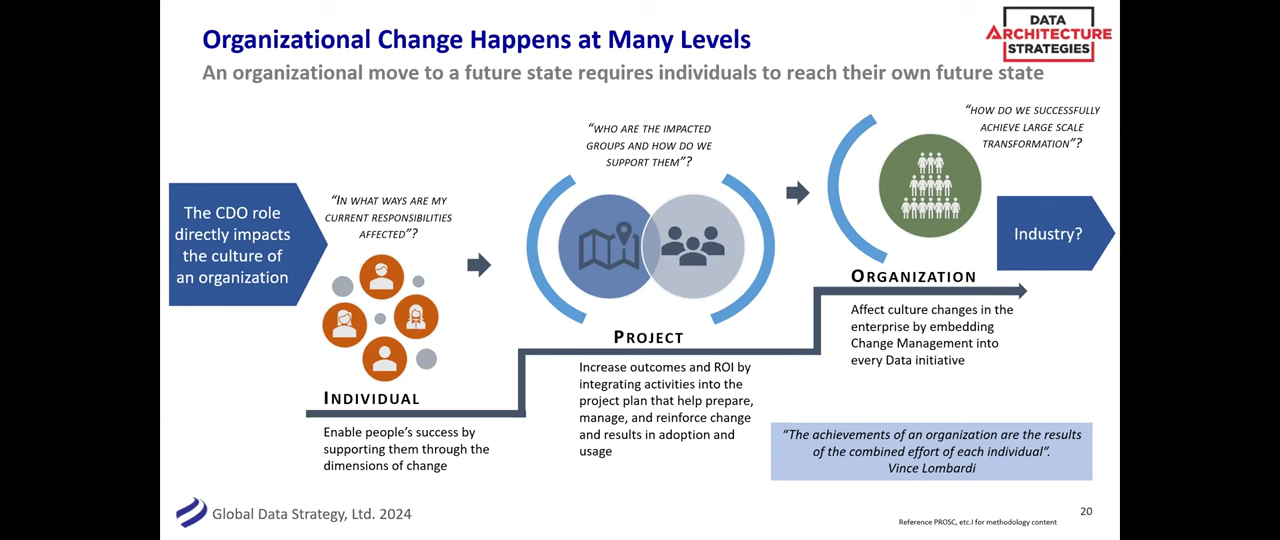 Organizational Change Happens at Many Levels
An organizational move to a future state requires individuals to reach their own future state
DATA
ARCHITECTURE
STRATEGIES
The CDO role
directly impacts
the culture of
an organization
“IN WHAT WAYS ARE MY
CURRENT RESPONSIBILITIES
AFFECTED”?
INDIVIDUAL
Enable people’s success by
supporting them through the
dimensions of change
“WHO ARE THE IMPACTED
GROUPS AND HOW DO WE
SUPPORT THEM”?
PROJECT
Increase outcomes and ROI by
integrating activities into the
project plan that help prepare,
manage, and reinforce change
and results in adoption and
usage
“HOW DO WE SUCCESSFULLY
ACHIEVE LARGE SCALE
TRANSFORMATION”?
ORGANIZATION
Affect culture changes in the
enterprise by embedding
Change Management into
every Data initiative
Industry?
“The achievements of an organization are the results
of the combined effort of each individual”.
Vince Lombardi
Global Data Strategy, Ltd. 2024
20
Reference PROSC, etc.l for methodology content